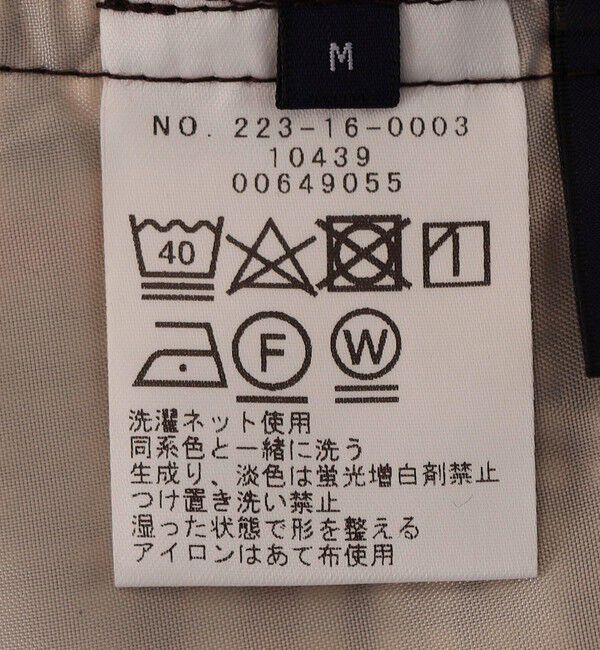 M
NO. 223-16-0003
10439
00649055
40
F
W
洗濯ネット使用
同系色と一緒に洗う
生成り、淡色は蛍光増白剤禁止
つけ置き洗い禁止
湿った状態で形を整える
アイロンはあて布使用